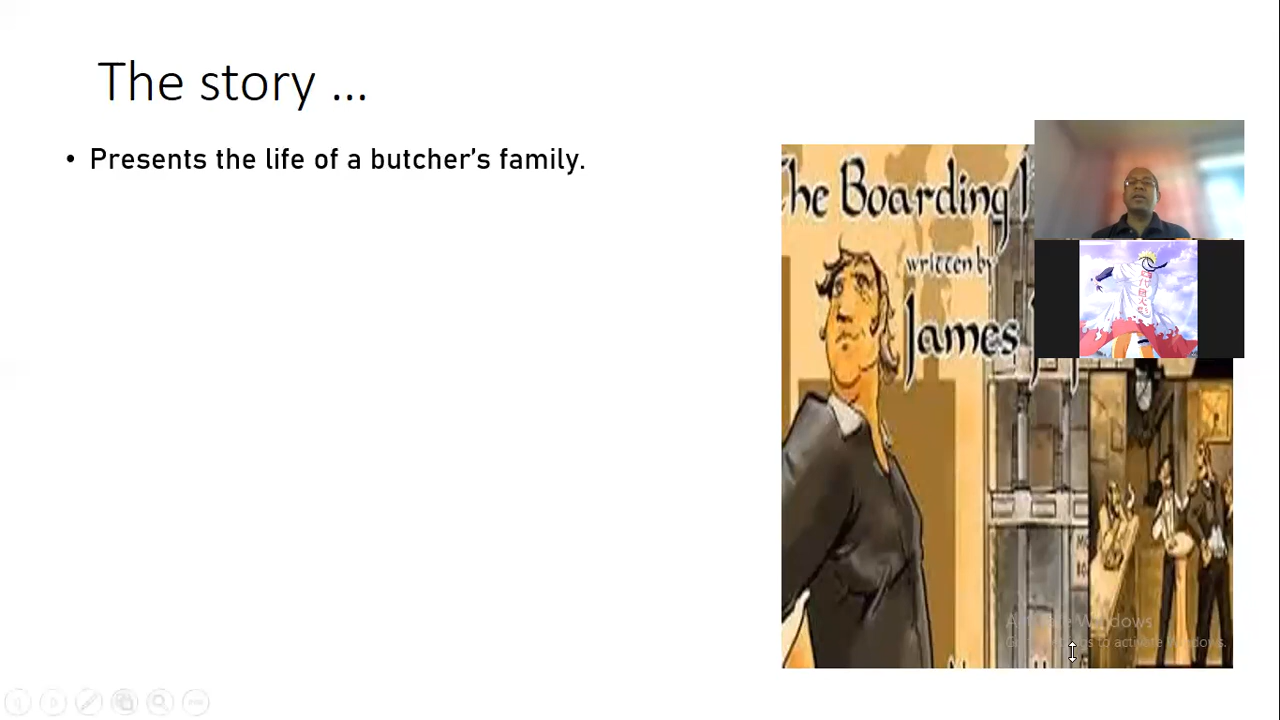 The story ...
• Presents the life of a butcher's family.
The Boarding
written by
James
Activate Windows
Go to Settings to activate Windows.